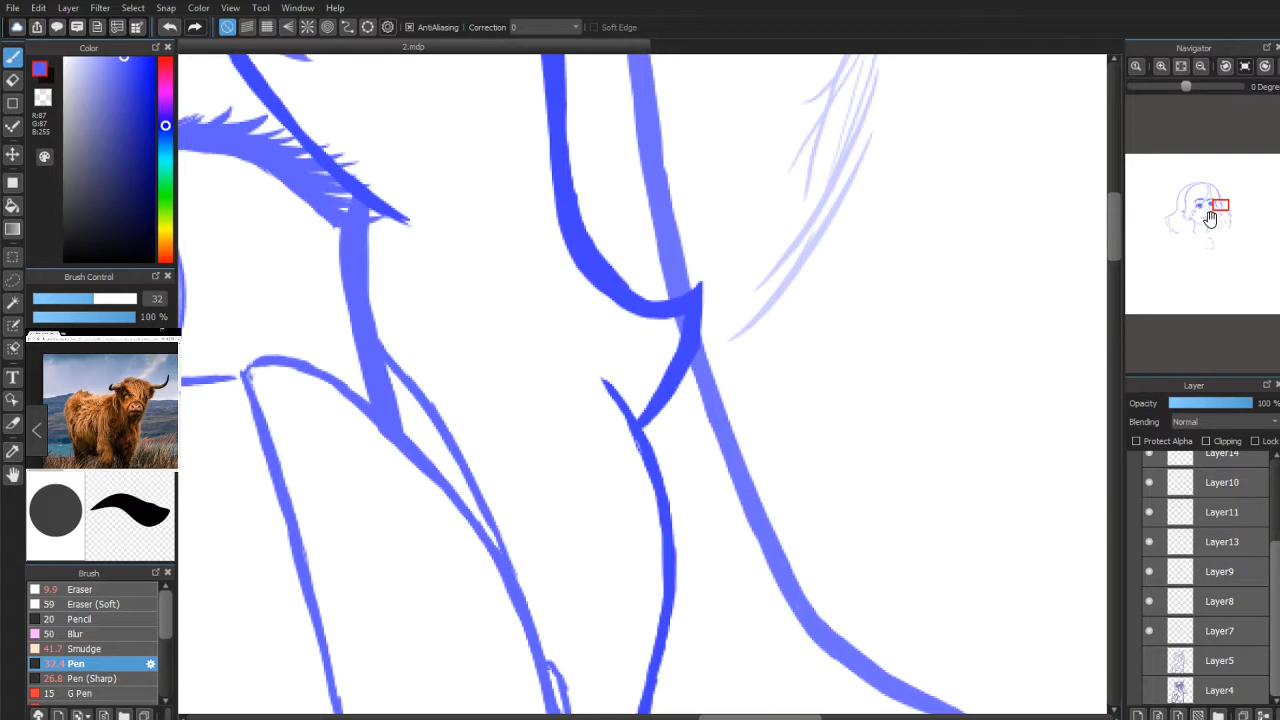 File Edit Layer Filter Select Snap Color View Tool Window Help
AntiAliasing Correction 0 Soft Edge
Color
2.mdp
Navigator
0 Degree
R:87
G:87
B:255
Brush Control
32
100 %
Layer
Opacity 100 %
Blending Normal
Protect Alpha Clipping Lock
Layer14
Layer10
Layer11
Layer13
Layer9
Layer8
Layer7
Layer5
Layer4
Brush
9.9 Eraser
59 Eraser (Soft)
20 Pencil
50 Blur
41.7 Smudge
32.4 Pen
26.8 Pen (Sharp)
15 G Pen